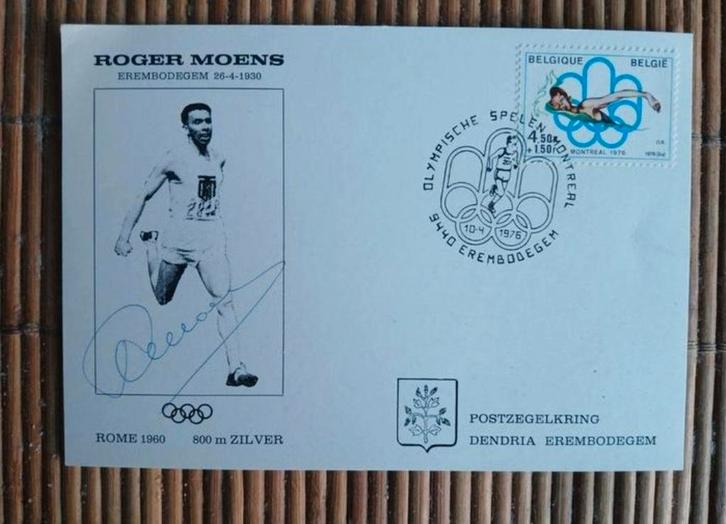 ROGER MOENS
EREMBODEGEM 26-4-1930
ROME 1960 800 m ZILVER
BELGIQUE BELGIË
4,50F
+1,50F
MONTREAL 1976
OLYMPISCHE SPELEN MONTREAL
10-4 1976
9440 EREMBODEGEM
POSTZEGELKRING
DENDRIA EREMBODEGEM